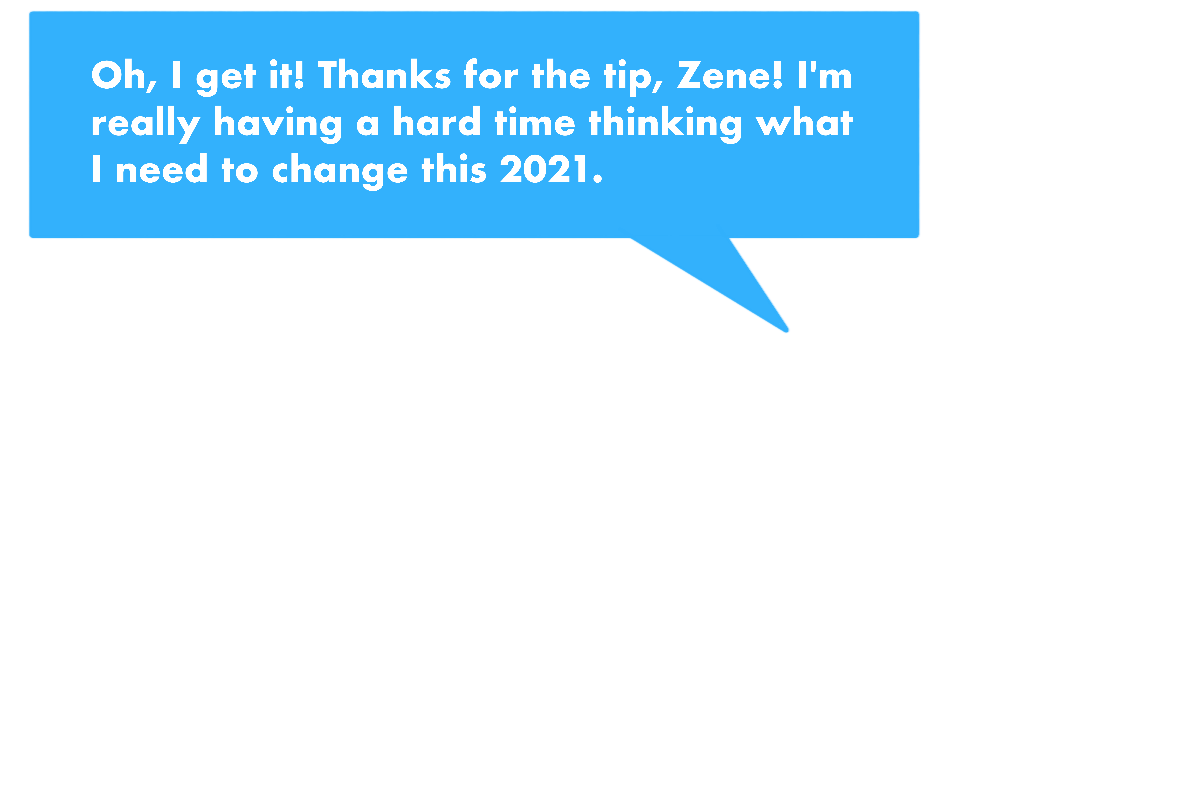 Oh, I get it! Thanks for the tip, Zene! I'm
really having a hard time thinking what
I need to change this 2021.